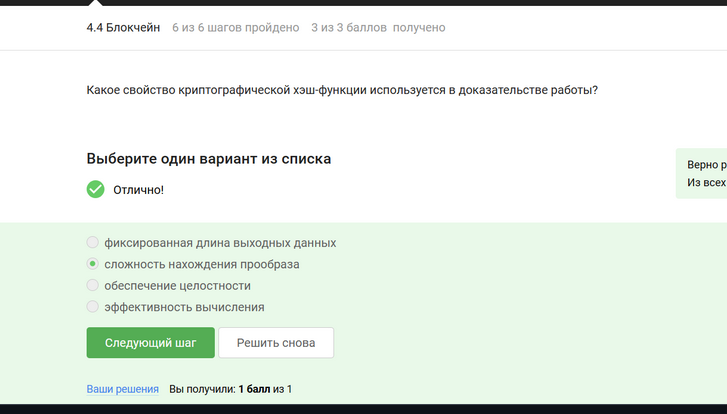 4.4 Блокчейн 6 из 6 шагов пройдено 3 из 3 баллов получено
Какое свойство криптографической хэш-функции используется в доказательстве работы?
Выберите один вариант из списка
Верно р
Отлично!
Из всех
фиксированная длина выходных данных
сложность нахождения прообраза
обеспечение целостности
эффективность вычисления
Следующий шаг Решить снова
Ваши решения Вы получили: 1 балл из 1